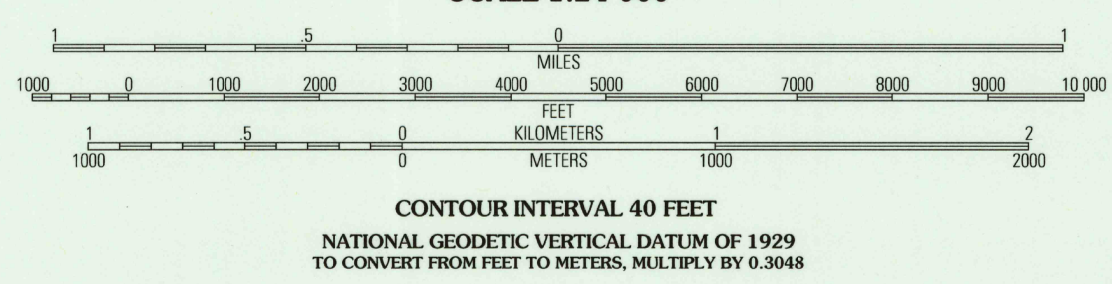 1 .5 0 1
MILES
1000 0 1000 2000 3000 4000 5000 6000 7000 8000 9000 10 000
FEET
1 .5 0 KILOMETERS 1 2
1000 0 METERS 1000 2000
CONTOUR INTERVAL 40 FEET
NATIONAL GEODETIC VERTICAL DATUM OF 1929
TO CONVERT FROM FEET TO METERS, MULTIPLY BY 0.3048